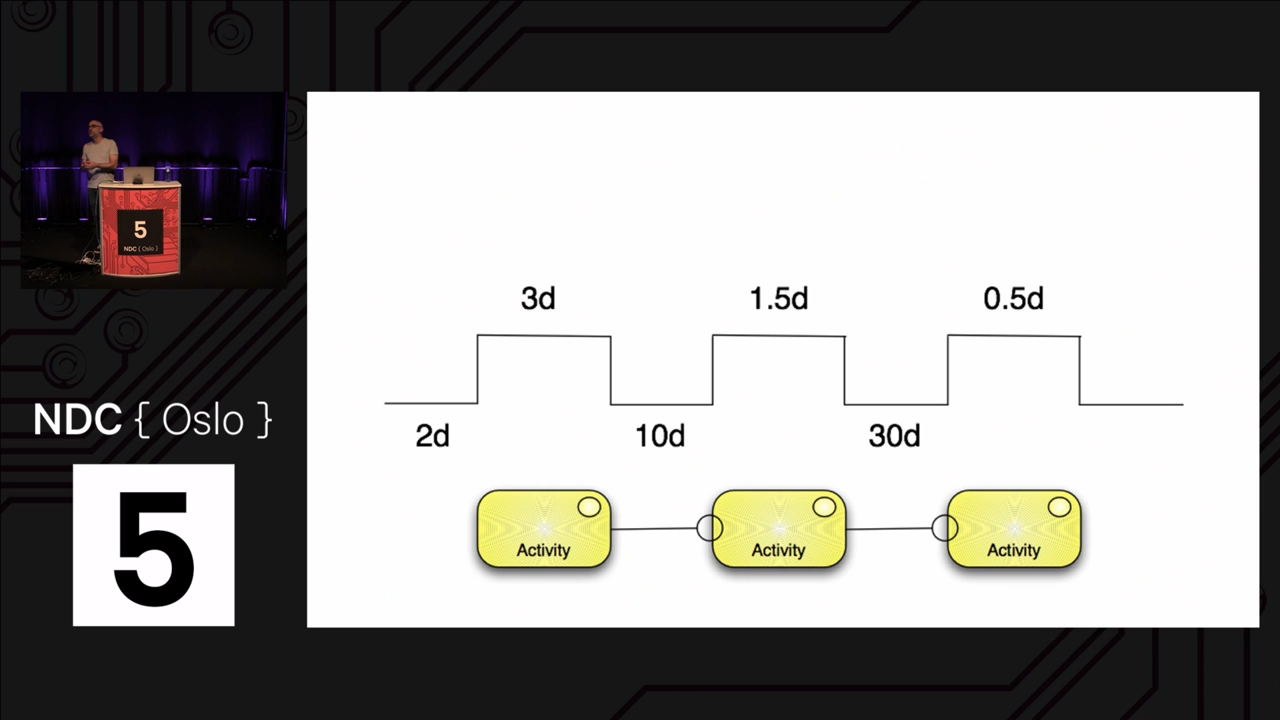 5
NDC { Oslo }
NDC { Oslo }
5
3d
1.5d
0.5d
2d
10d
30d
Activity
Activity
Activity